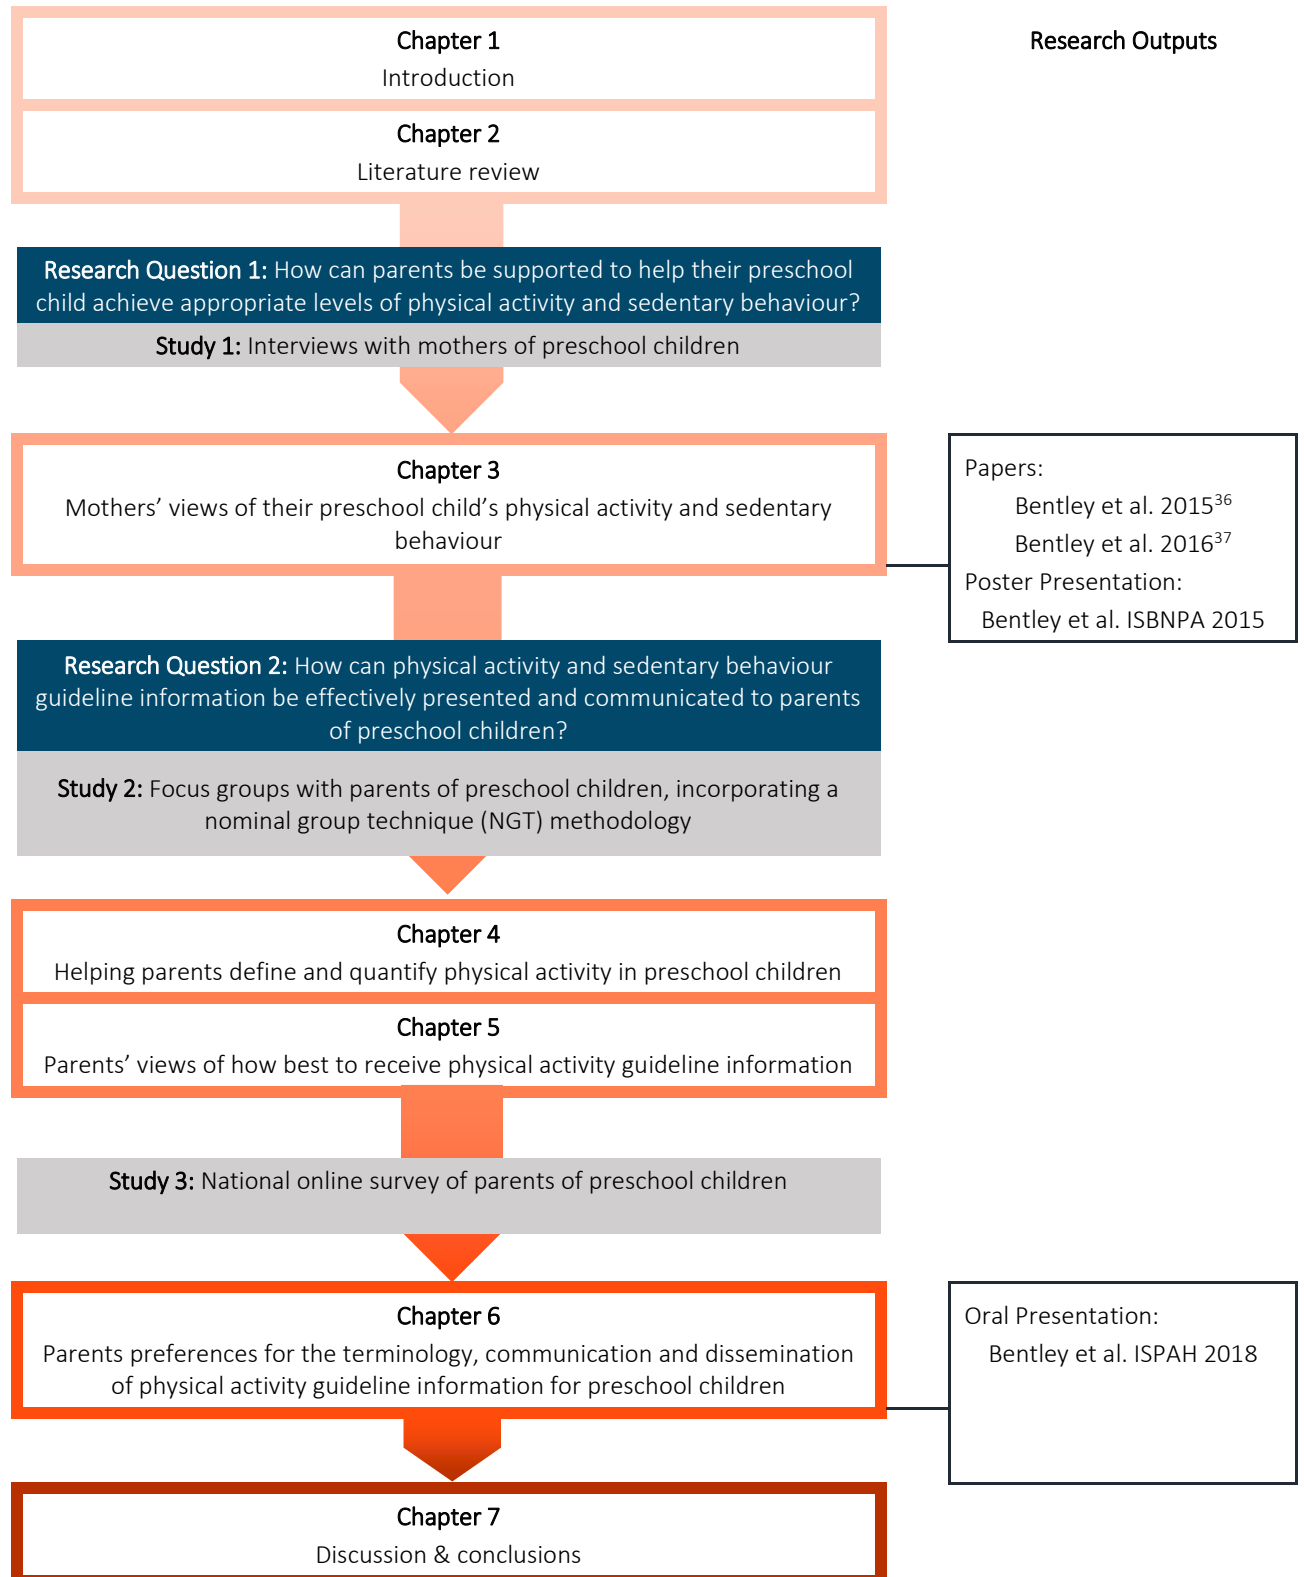 Chapter 1
Introduction
Research Outputs
Chapter 2
Literature review
Research Question 1: How can parents be supported to help their preschool
child achieve appropriate levels of physical activity and sedentary behaviour?
Study 1: Interviews with mothers of preschool children
Chapter 3
Mothers’ views of their preschool child’s physical activity and sedentary
behaviour
Papers:
Bentley et al. 2015³⁶
Bentley et al. 2016³⁷
Poster Presentation:
Bentley et al. ISBNPA 2015
Research Question 2: How can physical activity and sedentary behaviour
guideline information be effectively presented and communicated to parents
of preschool children?
Study 2: Focus groups with parents of preschool children, incorporating a
nominal group technique (NGT) methodology
Chapter 4
Helping parents define and quantify physical activity in preschool children
Chapter 5
Parents’ views of how best to receive physical activity guideline information
Study 3: National online survey of parents of preschool children
Chapter 6
Parents preferences for the terminology, communication and dissemination
of physical activity guideline information for preschool children
Oral Presentation:
Bentley et al. ISPAH 2018
Chapter 7
Discussion & conclusions